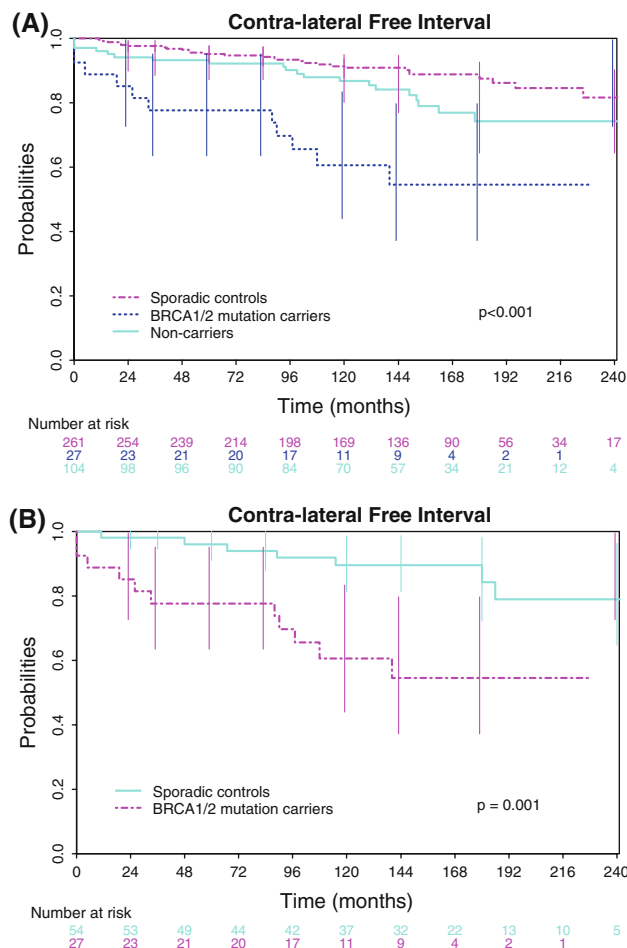 (A)
Contra-lateral Free Interval
Probabilities
1.0
0.8
0.6
0.4
0.2
0.0
Sporadic controls
BRCA1/2 mutation carriers
Non-carriers
p<0.001
0 24 48 72 96 120 144 168 192 216 240
Time (months)
Number at risk
261 254 239 214 198 169 136 90 56 34 17
27 23 21 20 17 11 9 4 2 1
104 98 96 90 84 70 57 34 21 12 4
(B)
Contra-lateral Free Interval
Probabilities
1.0
0.8
0.6
0.4
0.2
0.0
Sporadic controls
BRCA1/2 mutation carriers
p = 0.001
0 24 48 72 96 120 144 168 192 216 240
Time (months)
Number at risk
54 53 49 44 42 37 32 22 13 10 5
27 23 21 20 17 11 9 4 2 1